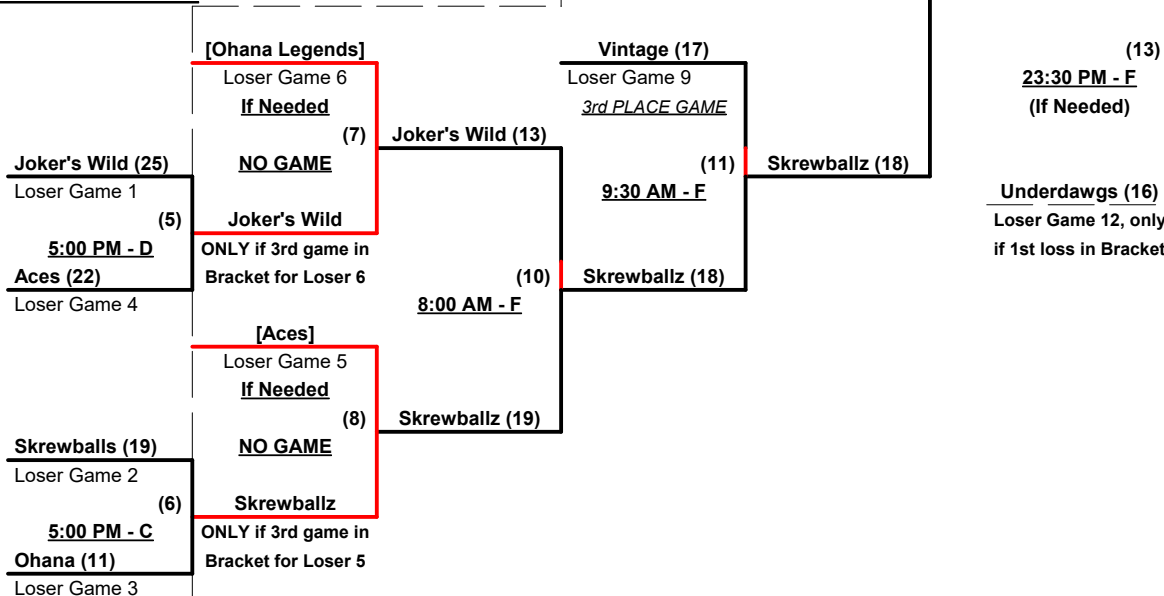 [Ohana Legends]
Loser Game 6
If Needed
(7)
NO GAME
Joker's Wild
ONLY if 3rd game in
Bracket for Loser 6
Joker's Wild (25)
Loser Game 1
(5)
5:00 PM - D
Aces (22)
Loser Game 4
Joker's Wild (13)
(10)
8:00 AM - F
Vintage (17)
Loser Game 9
3rd PLACE GAME
(11)
9:30 AM - F
Skrewballz (18)
Skrewballz (18)
(13)
23:30 PM - F
(If Needed)
Underdawgs (16)
Loser Game 12, only
if 1st loss in Bracket
[Aces]
Loser Game 5
If Needed
(8)
NO GAME
Skrewballz
ONLY if 3rd game in
Bracket for Loser 5
Skrewballz (19)
Skrewballs (19)
Loser Game 2
(6)
5:00 PM - C
Ohana (11)
Loser Game 3